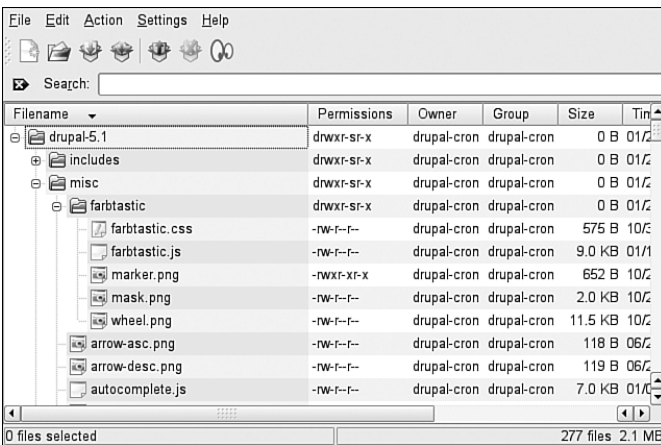 File Edit Action Settings Help
Search:
Filename Permissions Owner Group Size Tim
drupal-5.1 drwxr-sr-x drupal-cron drupal-cron 0 B 01/2
includes drwxr-sr-x drupal-cron drupal-cron 0 B 01/2
misc drwxr-sr-x drupal-cron drupal-cron 0 B 01/2
farbtastic drwxr-sr-x drupal-cron drupal-cron 0 B 01/2
farbtastic.css -rw-r--r-- drupal-cron drupal-cron 575 B 10/3
farbtastic.js -rw-r--r-- drupal-cron drupal-cron 9.0 KB 01/1
marker.png -rwxr-xr-x drupal-cron drupal-cron 652 B 10/2
mask.png -rw-r--r-- drupal-cron drupal-cron 2.0 KB 10/2
wheel.png -rw-r--r-- drupal-cron drupal-cron 11.5 KB 10/2
arrow-asc.png -rw-r--r-- drupal-cron drupal-cron 118 B 06/2
arrow-desc.png -rw-r--r-- drupal-cron drupal-cron 119 B 06/2
autocomplete.js -rw-r--r-- drupal-cron drupal-cron 7.0 KB 01/0
0 files selected 277 files 2.1 MB